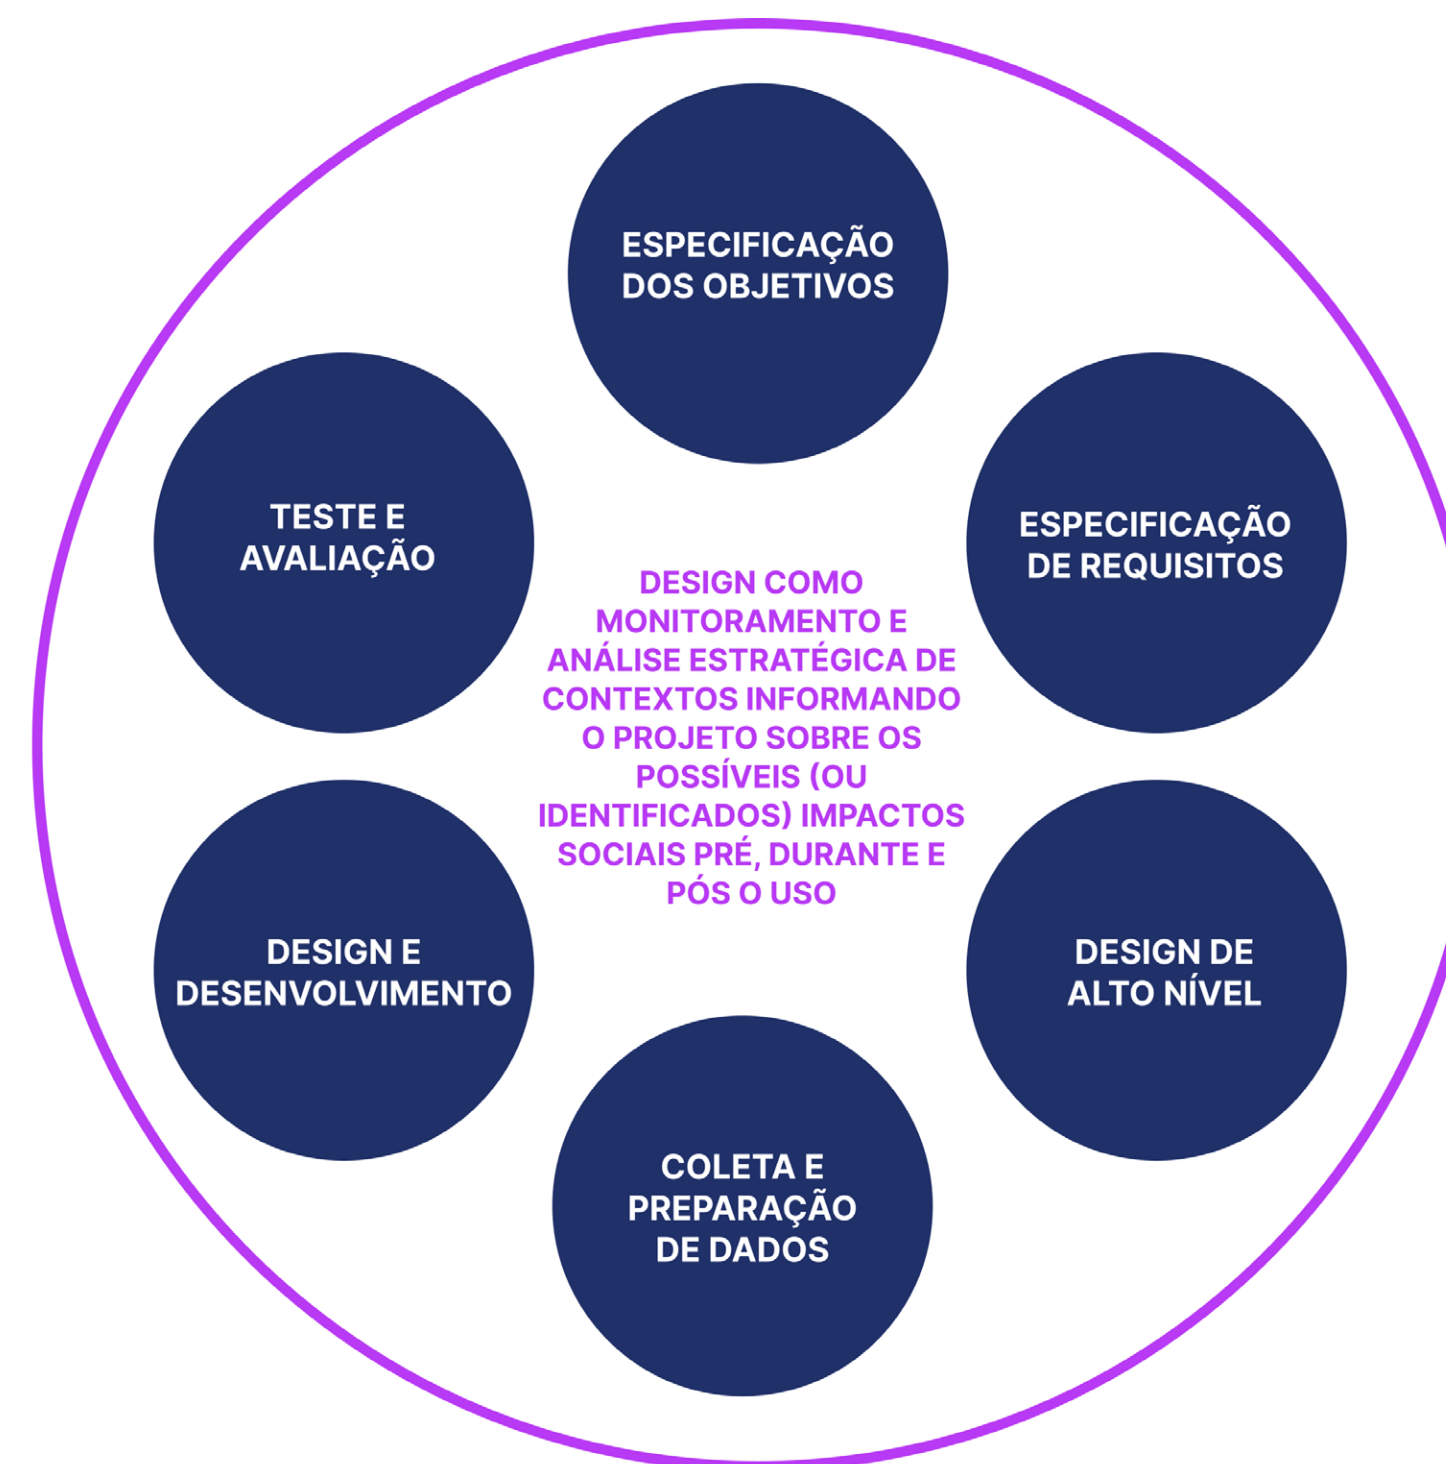 ESPECIFICAÇÃO
DOS OBJETIVOS
ESPECIFICAÇÃO
DE REQUISITOS
DESIGN DE
ALTO NÍVEL
COLETA E
PREPARAÇÃO
DE DADOS
DESIGN E
DESENVOLVIMENTO
TESTE E
AVALIAÇÃO
DESIGN COMO
MONITORAMENTO E
ANÁLISE ESTRATÉGICA DE
CONTEXTOS INFORMANDO
O PROJETO SOBRE OS
POSSÍVEIS (OU
IDENTIFICADOS) IMPACTOS
SOCIAIS PRÉ, DURANTE E
PÓS O USO